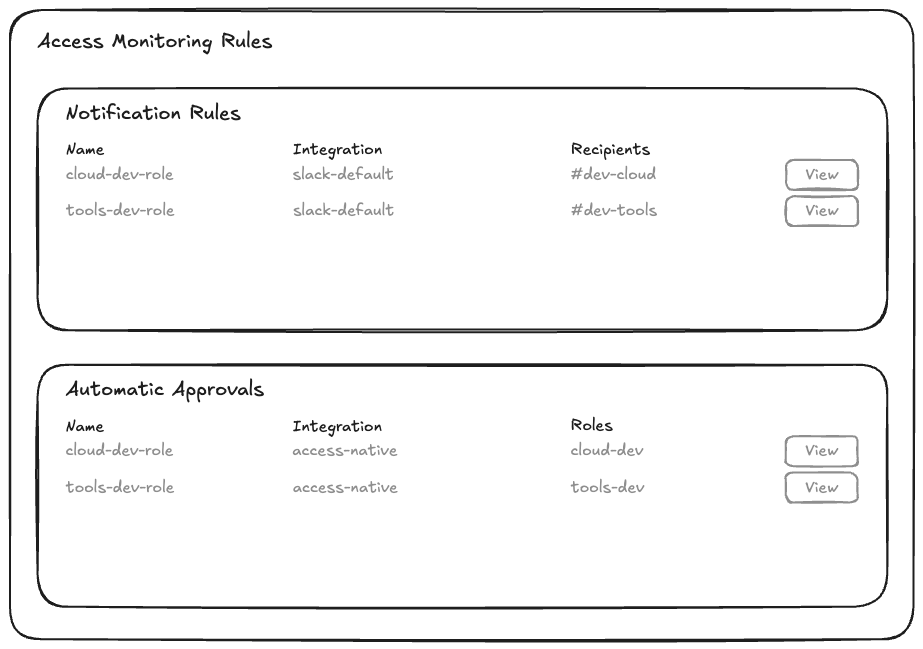 Access Monitoring Rules
Notification Rules
Name Integration Recipients
cloud-dev-role slack-default #dev-cloud View
tools-dev-role slack-default #dev-tools View
Automatic Approvals
Name Integration Roles
cloud-dev-role access-native cloud-dev View
tools-dev-role access-native tools-dev View